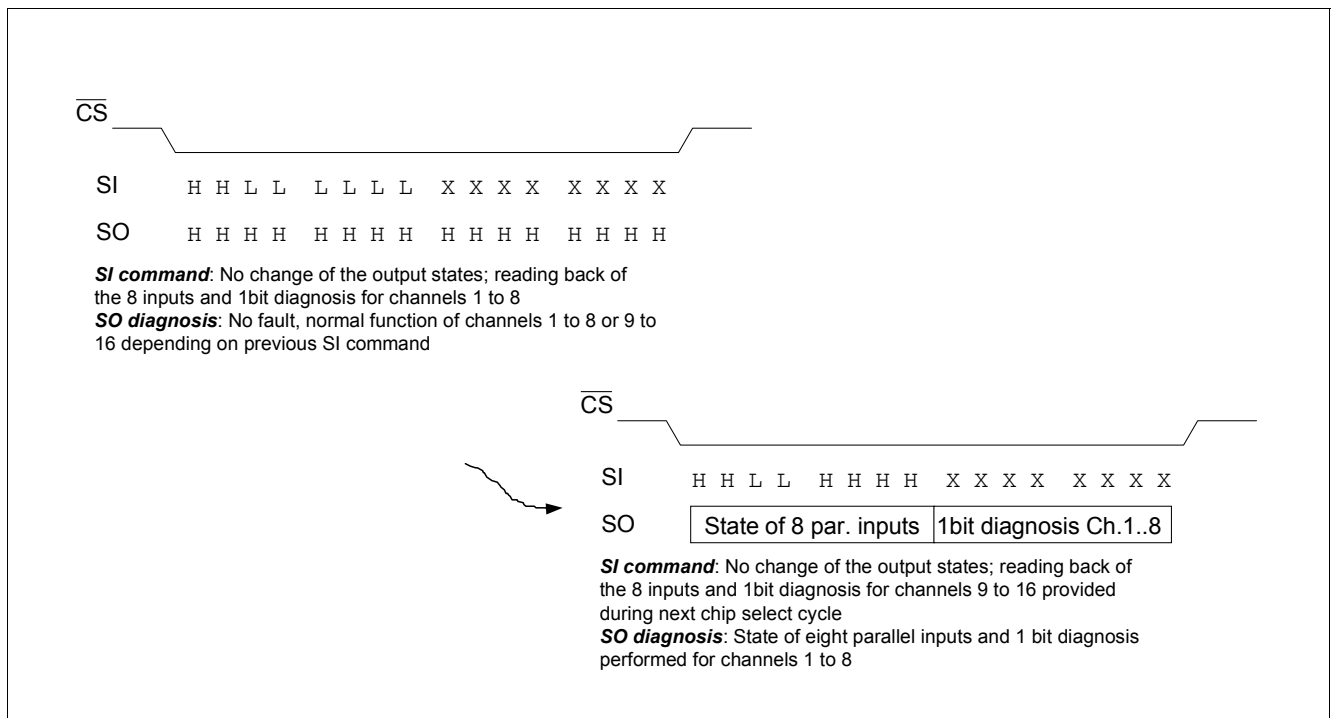 CS
SI H H L L L L L L X X X X X X X X
SO H H H H H H H H H H H H H H H H
SI command: No change of the output states; reading back of
the 8 inputs and 1bit diagnosis for channels 1 to 8
SO diagnosis: No fault, normal function of channels 1 to 8 or 9 to
16 depending on previous SI command
CS
SI H H L L H H H H X X X X X X X X
SO State of 8 par. inputs 1bit diagnosis Ch.1..8
SI command: No change of the output states; reading back of
the 8 inputs and 1bit diagnosis for channels 9 to 16 provided
during next chip select cycle
SO diagnosis: State of eight parallel inputs and 1 bit diagnosis
performed for channels 1 to 8